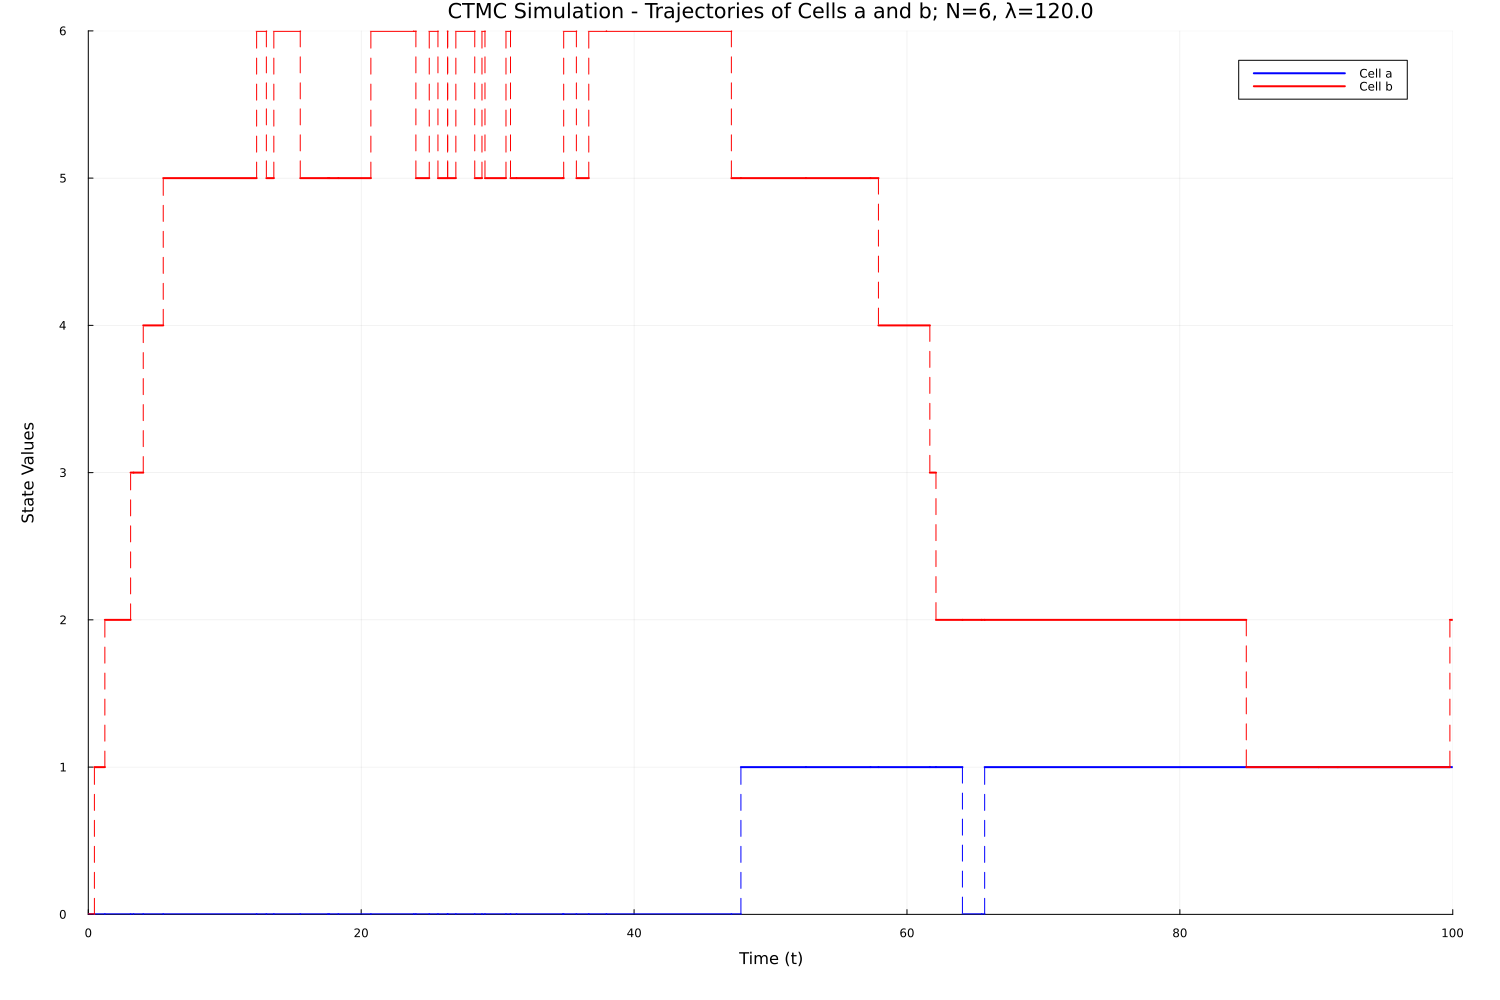 CTMC Simulation - Trajectories of Cells a and b; N=6, λ=120.0
Cell a
Cell b
State Values
6
5
4
3
2
1
0
0 20 40 60 80 100
Time (t)